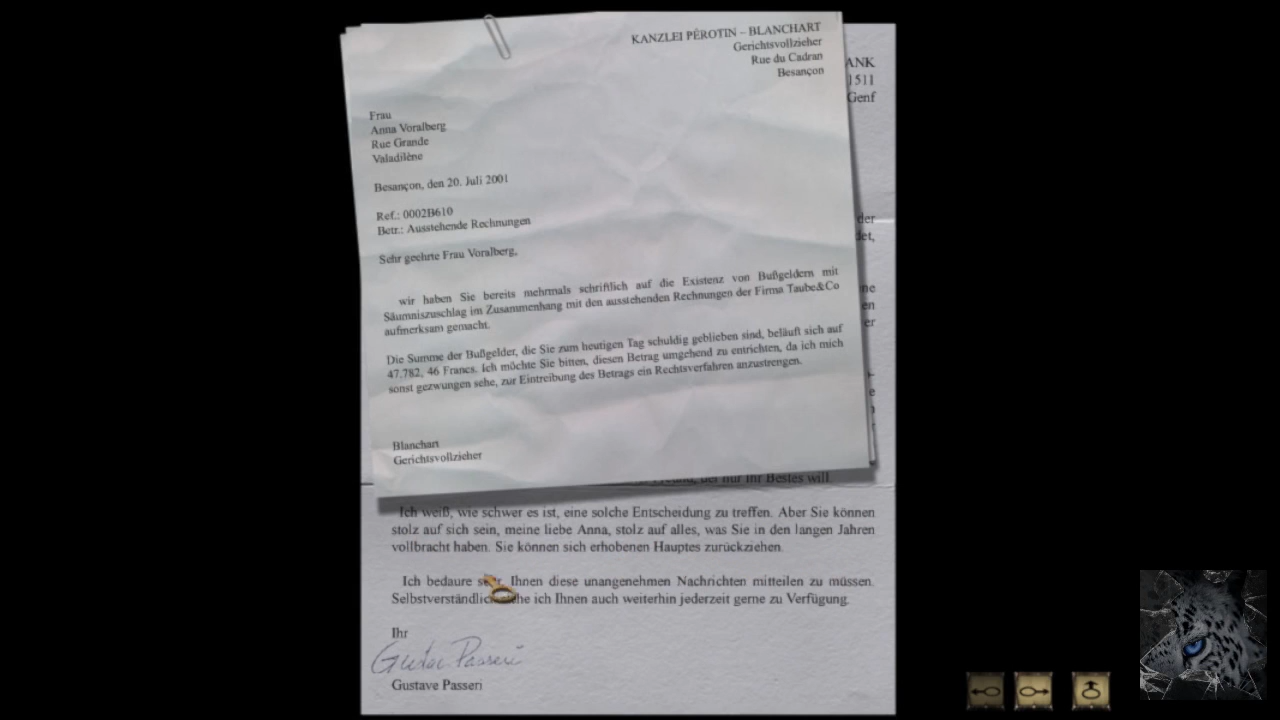 KANZLEI PÉROTIN – BLANCHART
Gerichtsvollzieher
Rue du Cadran
Besançon
ANK
1511
Genf
Frau
Anna Voralberg
Rue Grande
Valadilène
Besançon, den 20. Juli 2001
Ref.: 0002B610
Betr.: Ausstehende Rechnungen
Sehr geehrte Frau Voralberg,
wir haben Sie bereits mehrmals schriftlich auf die Existenz von Bußgeldern mit
Säumniszuschlag im Zusammenhang mit den ausstehenden Rechnungen der Firma Taube&Co
aufmerksam gemacht.
Die Summe der Bußgelder, die Sie zum heutigen Tag schuldig geblieben sind, beläuft sich auf
47.782, 46 Francs. Ich möchte Sie bitten, diesen Betrag umgehend zu entrichten, da ich mich
sonst gezwungen sehe, zur Eintreibung des Betrags ein Rechtsverfahren anzustrengen.
Blanchart
Gerichtsvollzieher
der
det,
ne
en
er
e
nur Ihr Bestes will.
Ich weiß, wie schwer es ist, eine solche Entscheidung zu treffen. Aber Sie können
stolz auf sich sein, meine liebe Anna, stolz auf alles, was Sie in den langen Jahren
vollbracht haben. Sie können sich erhobenen Hauptes zurückziehen.
Ich bedaure Ihnen diese unangenehmen Nachrichten mitteilen zu müssen.
ich Ihnen auch weiterhin jederzeit gerne zu Verfügung.
Ihr
Gustav Passeri
Gustave Passeri